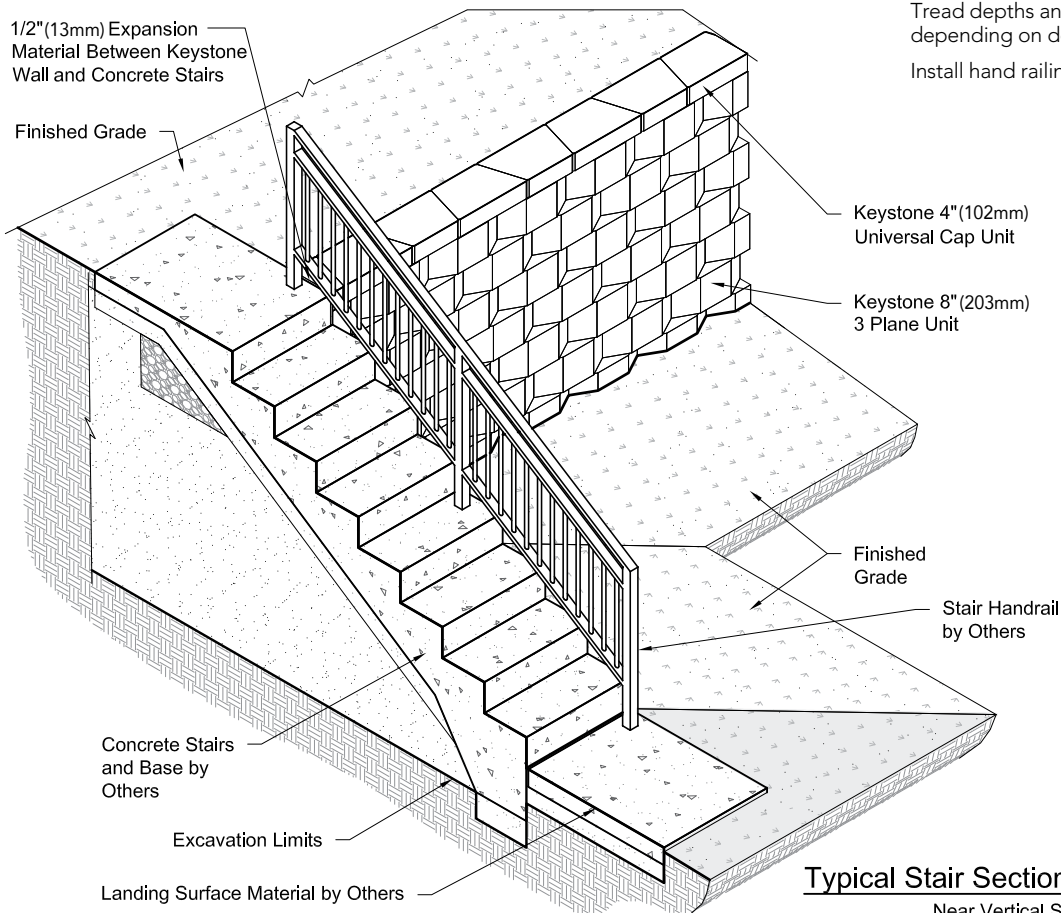 Tread depths an
depending on d
Install hand railin
1/2"(13mm) Expansion
Material Between Keystone
Wall and Concrete Stairs
Finished Grade
Keystone 4"(102mm)
Universal Cap Unit
Keystone 8"(203mm)
3 Plane Unit
Finished
Grade
Stair Handrail
by Others
Concrete Stairs
and Base by
Others
Excavation Limits
Landing Surface Material by Others
Typical Stair Section
Near Vertical S